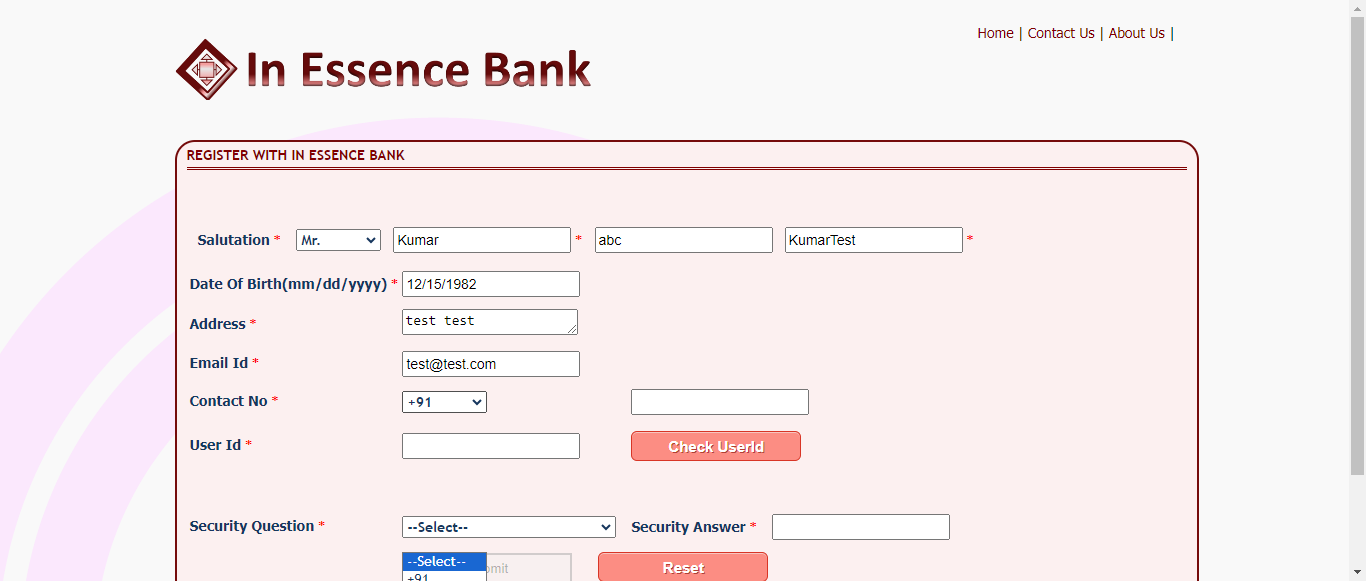 Home | Contact Us | About Us |
In Essence Bank
REGISTER WITH IN ESSENCE BANK
Salutation * Mr. Kumar * abc KumarTest *
Date Of Birth(mm/dd/yyyy) * 12/15/1982
Address * test test
Email Id * test@test.com
Contact No * +91
User Id * Check UserId
Security Question * --Select-- Security Answer *
--Select-- Reset
+91